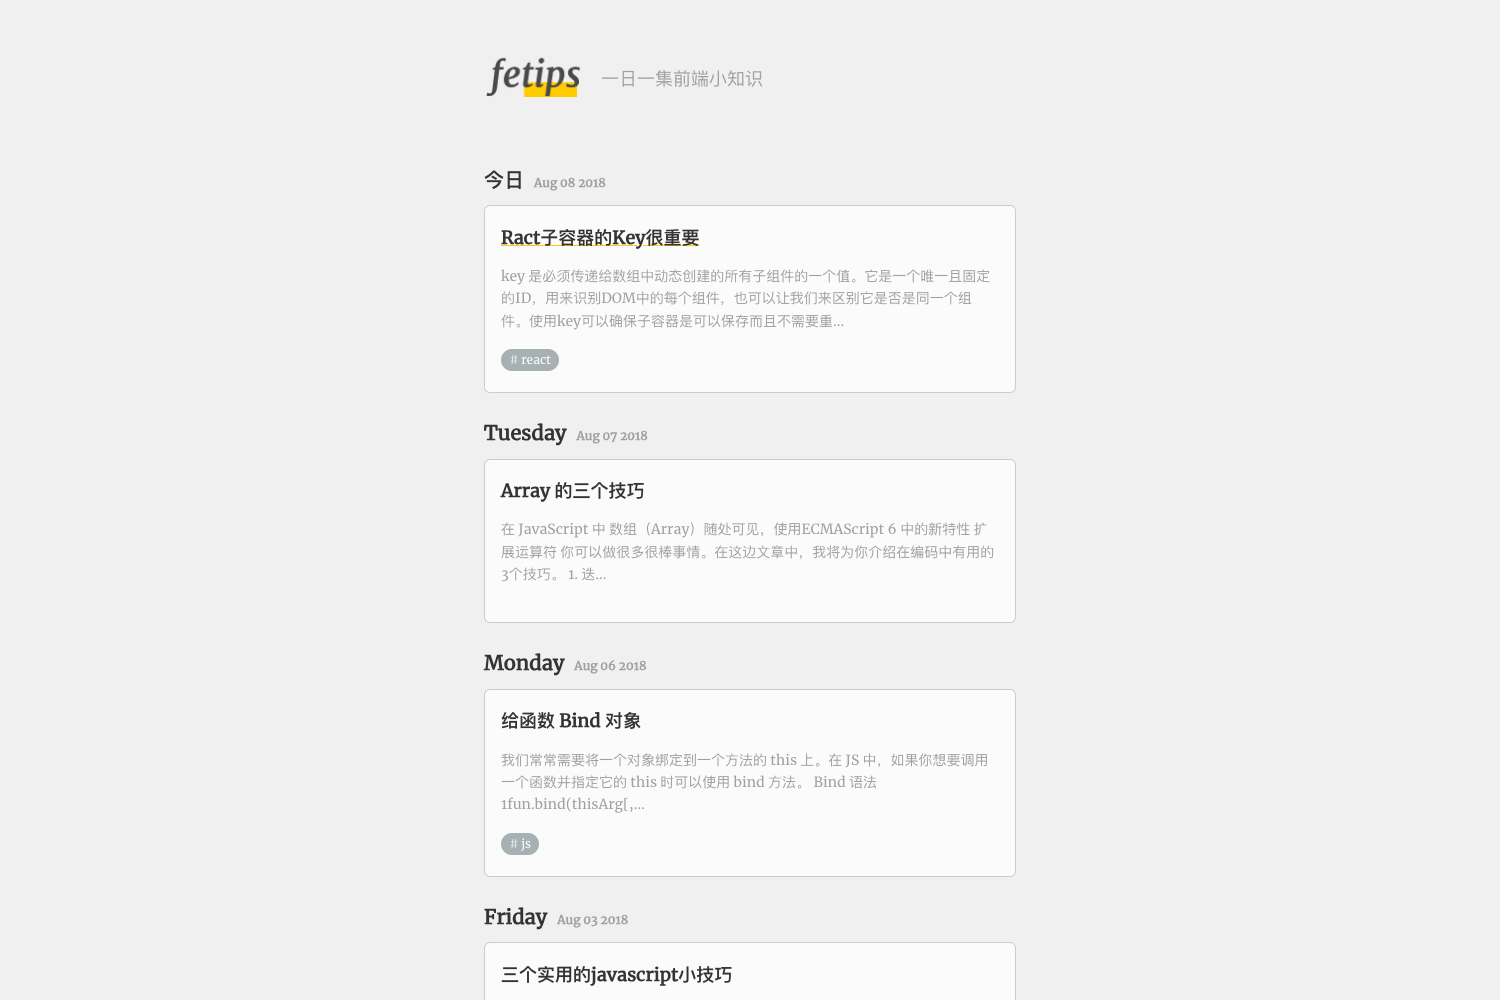 fetips 一日一集前端小知识
今日 Aug 08 2018
Ract子容器的Key很重要
key 是必须传递给数组中动态创建的所有子组件的一个值。它是一个唯一且固定
的ID，用来识别DOM中的每个组件，也可以让我们来区别它是否是同一个组
件。使用key可以确保子容器是可以保存而且不需要重...
# react
Tuesday Aug 07 2018
Array 的三个技巧
在 JavaScript 中 数组（Array）随处可见，使用ECMAScript 6 中的新特性 扩
展运算符 你可以做很多很棒事情。在这边文章中，我将为你介绍在编码中有用的
3个技巧。 1. 迭...
Monday Aug 06 2018
给函数 Bind 对象
我们常常需要将一个对象绑定到一个方法的 this 上。在 JS 中，如果你想要调用
一个函数并指定它的 this 时可以使用 bind 方法。 Bind 语法
1fun.bind(thisArg[,...
# js
Friday Aug 03 2018
三个实用的javascript小技巧